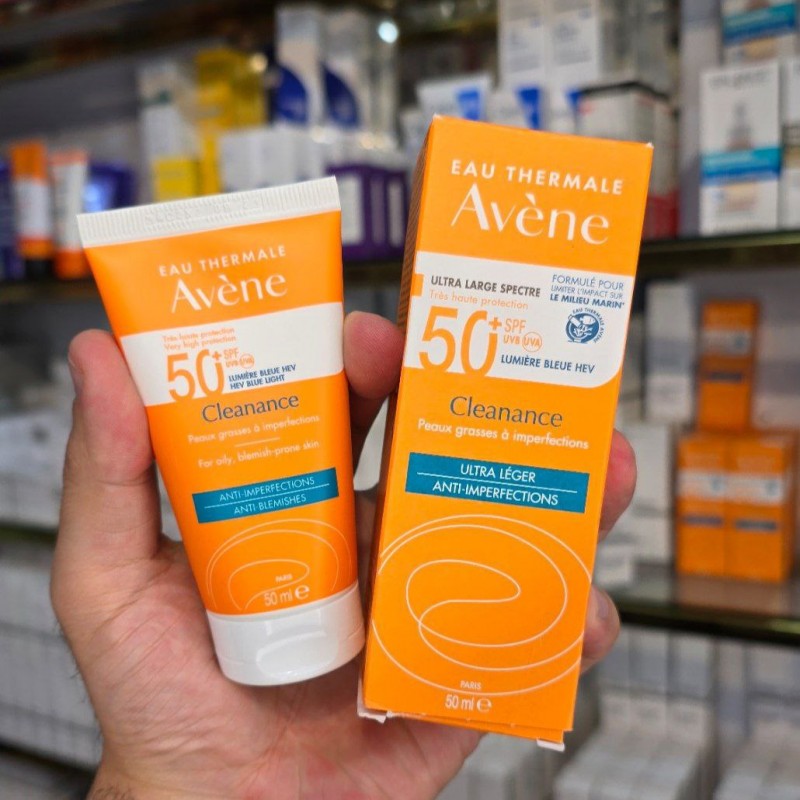 EAU THERMALE
Avène
Très haute protection
Very high protection
50+ SPF
UVB UVA
LUMIÈRE BLEUE HEV
HEV BLUE LIGHT
Cleanance
Peaux grasses à imperfections
For oily, blemish-prone skin
ANTI-IMPERFECTIONS
ANTI-BLEMISHES
PARIS
50 ml e
EAU THERMALE
Avène
ULTRA LARGE SPECTRE
Très haute protection
50+ SPF
UVB UVA
LUMIÈRE BLEUE HEV
FORMULÉ POUR
LIMITER L'IMPACT SUR
LE MILIEU MARIN*
EAU THERMALE AVÈNE
Cleanance
Peaux grasses à imperfections
ULTRA LÉGER
ANTI-IMPERFECTIONS
PARIS
50 ml e